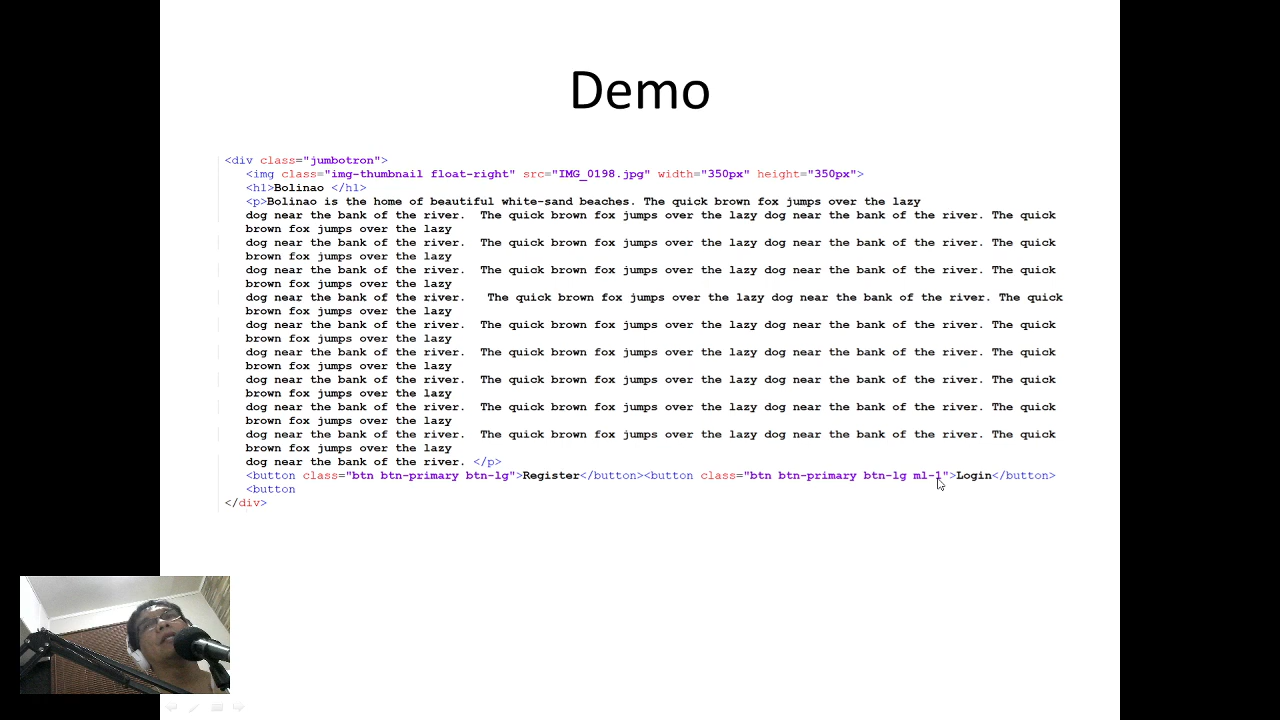 Demo
<div class="jumbotron">
<img class="img-thumbnail float-right" src="IMG_0198.jpg" width="350px" height="350px">
<h1>Bolinao </h1>
<p>Bolinao is the home of beautiful white-sand beaches. The quick brown fox jumps over the lazy
dog near the bank of the river.  The quick brown fox jumps over the lazy dog near the bank of the river. The quick
brown fox jumps over the lazy
dog near the bank of the river.  The quick brown fox jumps over the lazy dog near the bank of the river. The quick
brown fox jumps over the lazy
dog near the bank of the river.  The quick brown fox jumps over the lazy dog near the bank of the river. The quick
brown fox jumps over the lazy
dog near the bank of the river.   The quick brown fox jumps over the lazy dog near the bank of the river. The quick
brown fox jumps over the lazy
dog near the bank of the river.  The quick brown fox jumps over the lazy dog near the bank of the river. The quick
brown fox jumps over the lazy
dog near the bank of the river.  The quick brown fox jumps over the lazy dog near the bank of the river. The quick
brown fox jumps over the lazy
dog near the bank of the river.  The quick brown fox jumps over the lazy dog near the bank of the river. The quick
brown fox jumps over the lazy
dog near the bank of the river.  The quick brown fox jumps over the lazy dog near the bank of the river. The quick
brown fox jumps over the lazy
dog near the bank of the river.  The quick brown fox jumps over the lazy dog near the bank of the river. The quick
brown fox jumps over the lazy
dog near the bank of the river. </p>
<button class="btn btn-primary btn-lg">Register</button><button class="btn btn-primary btn-lg ml-1">Login</button>
<button
</div>